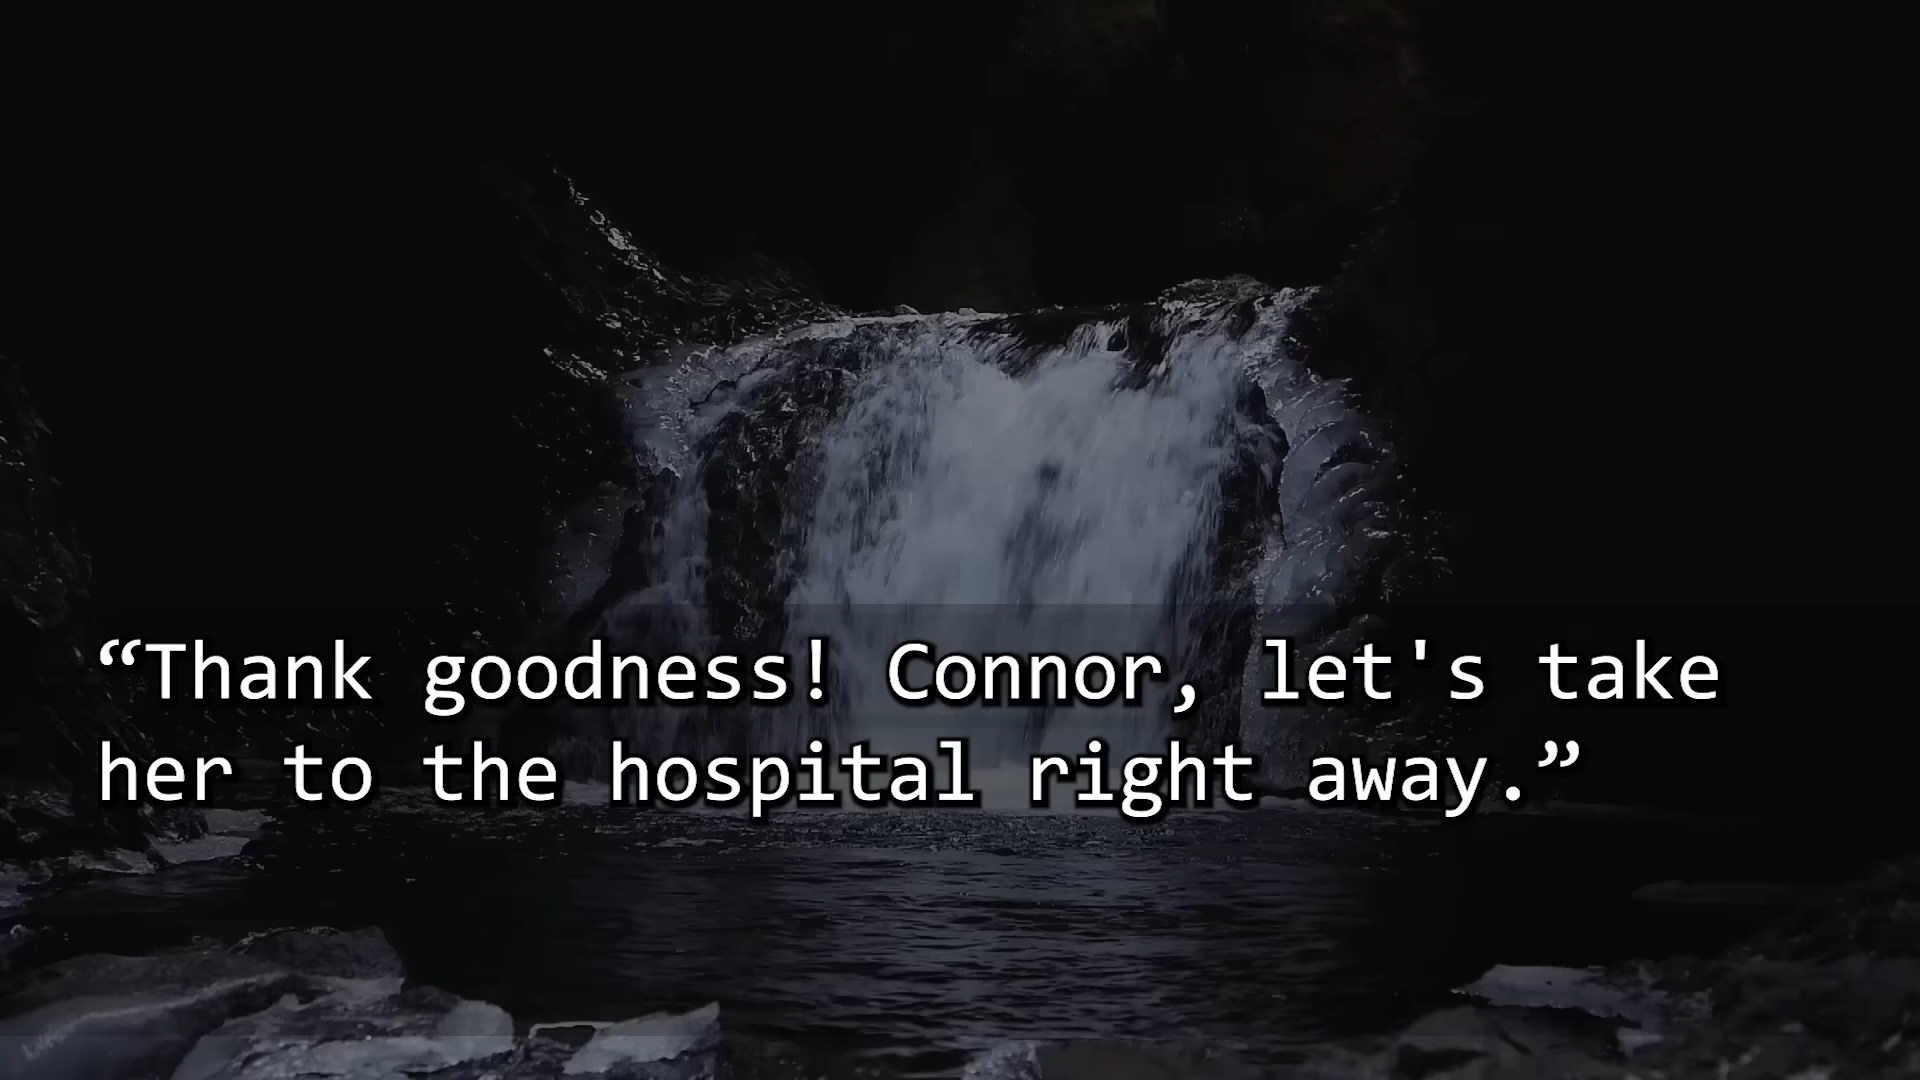 “Thank goodness! Connor, let's take
her to the hospital right away.”